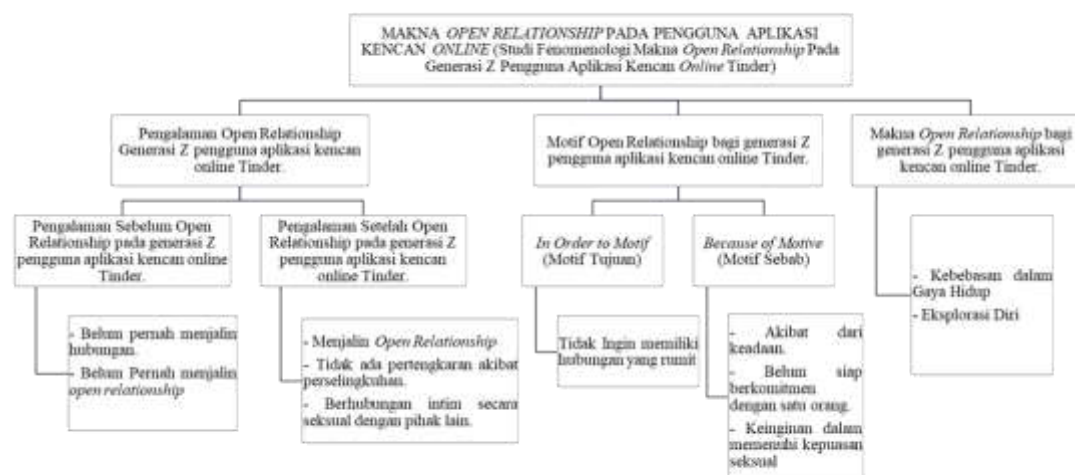 MAKNA OPEN RELATIONSHIP PADA PENGGUNA APLIKASI
KENCAN ONLINE (Studi Fenomenologi Makna Open Relationship Pada
Generasi Z Pengguna Aplikasi Kencan Online Tinder)
Pengalaman Open Relationship
Generasi Z pengguna aplikasi kencan
online Tinder.
Motif Open Relationship bagi generasi Z
pengguna aplikasi kencan online Tinder.
Makna Open Relationship bagi
generasi Z pengguna aplikasi
kencan online Tinder.
Pengalaman Sebelum Open
Relationship pada generasi Z
pengguna aplikasi kencan online
Tinder.
Pengalaman Setelah Open
Relationship pada generasi Z
pengguna aplikasi kencan
online Tinder.
In Order to Motif
(Motif Tujuan)
Because of Motive
(Motif Sebab)
- Kebebasan dalam
Gaya Hidup
- Eksplorasi Diri
- Belum pernah menjalin
hubungan.
- Belum Pernah menjalin
open relationship
- Menjalin Open Relationship
- Tidak ada pertengkaran akibat
perselingkuhan.
- Berhubungan intim secara
seksual dengan pihak lain.
Tidak Ingin memiliki
hubungan yang rumit
- Akibat dari
keadaan.
- Belum siap
berkomitmen
dengan satu orang.
- Keinginan dalam
memenuhi kepuasan
seksual